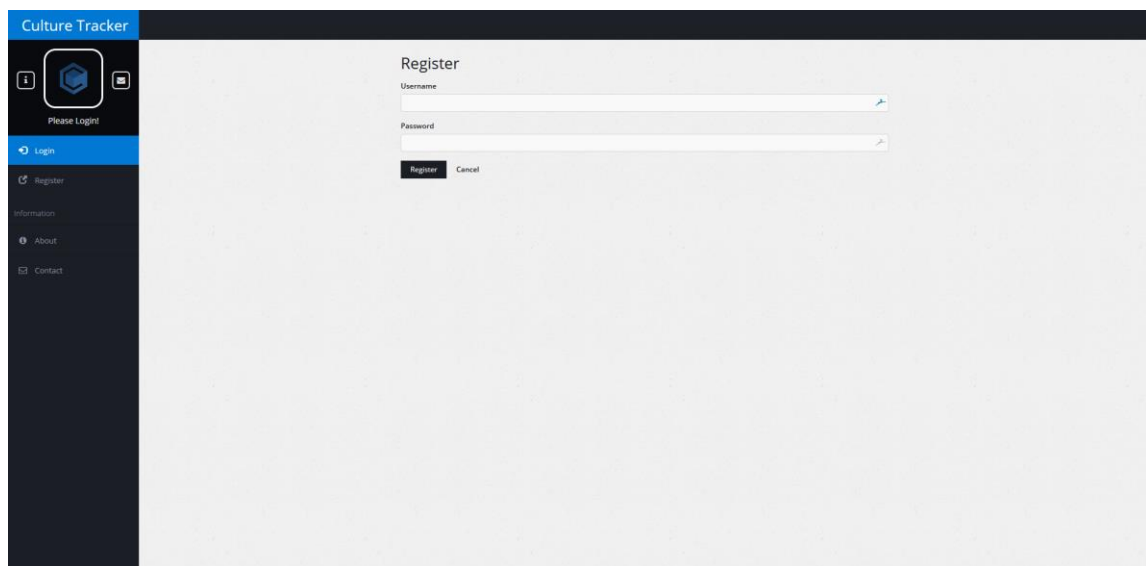 Culture Tracker
Please Login!
Login
Register
Information
About
Contact
Register
Username
Password
Register Cancel